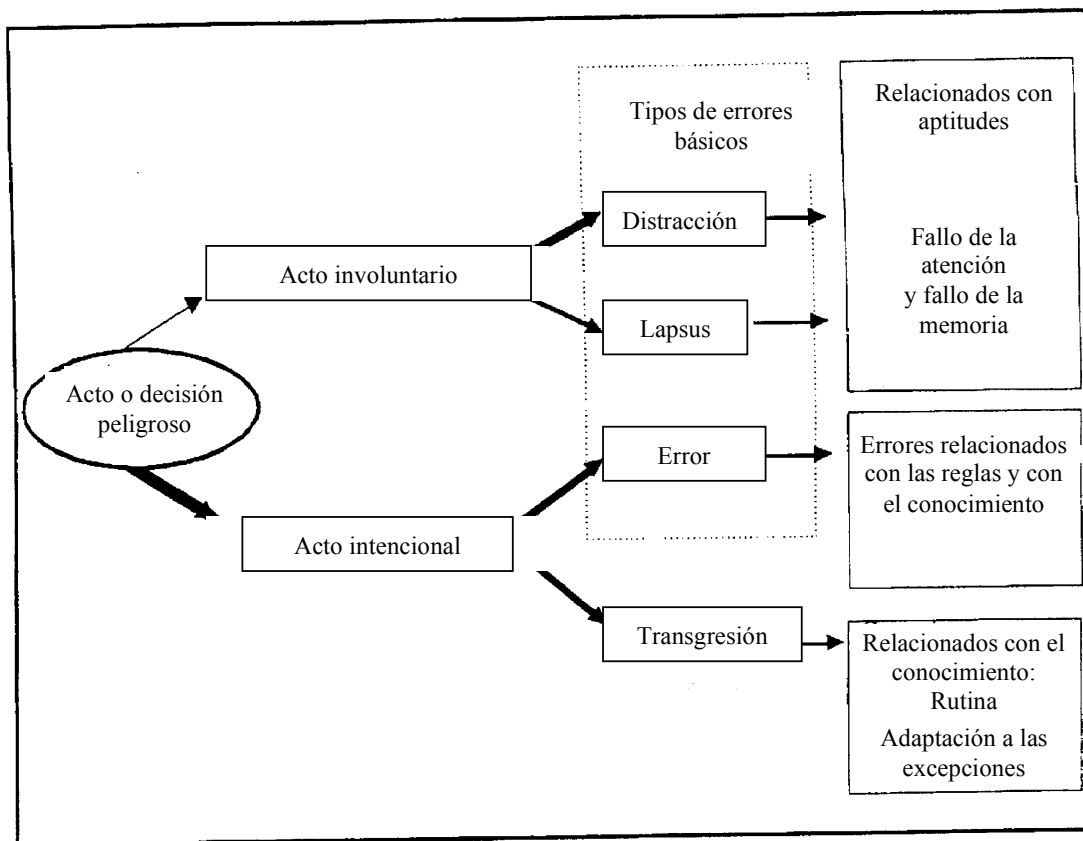 Tipos de errores
básicos
Relacionados con
aptitudes
Distracción
Fallo de la
atención
y fallo de la
memoria
Acto involuntario
Lapsus
Acto o decisión
peligroso
Error
Errores relacionados
con las reglas y con
el conocimiento
Acto intencional
Transgresión
Relacionados con el
conocimiento:
Rutina
Adaptación a las
excepciones